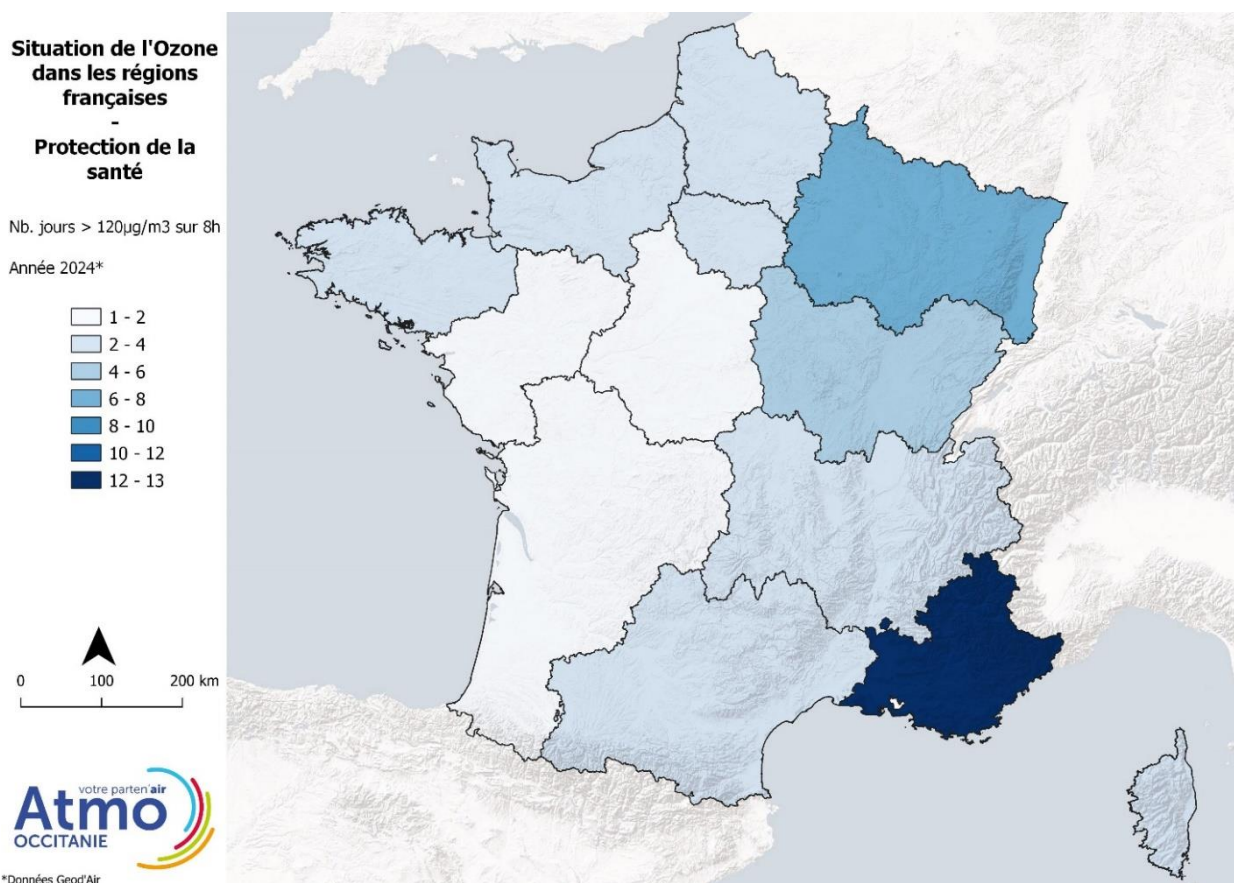 Situation de l'Ozone
dans les régions
françaises
-
Protection de la
santé
Nb. jours > 120µg/m3 sur 8h
Année 2024*
1 - 2
2 - 4
4 - 6
6 - 8
8 - 10
10 - 12
12 - 13
0 100 200 km
votre parten'air
Atmo
OCCITANIE
*Données Geod'Air